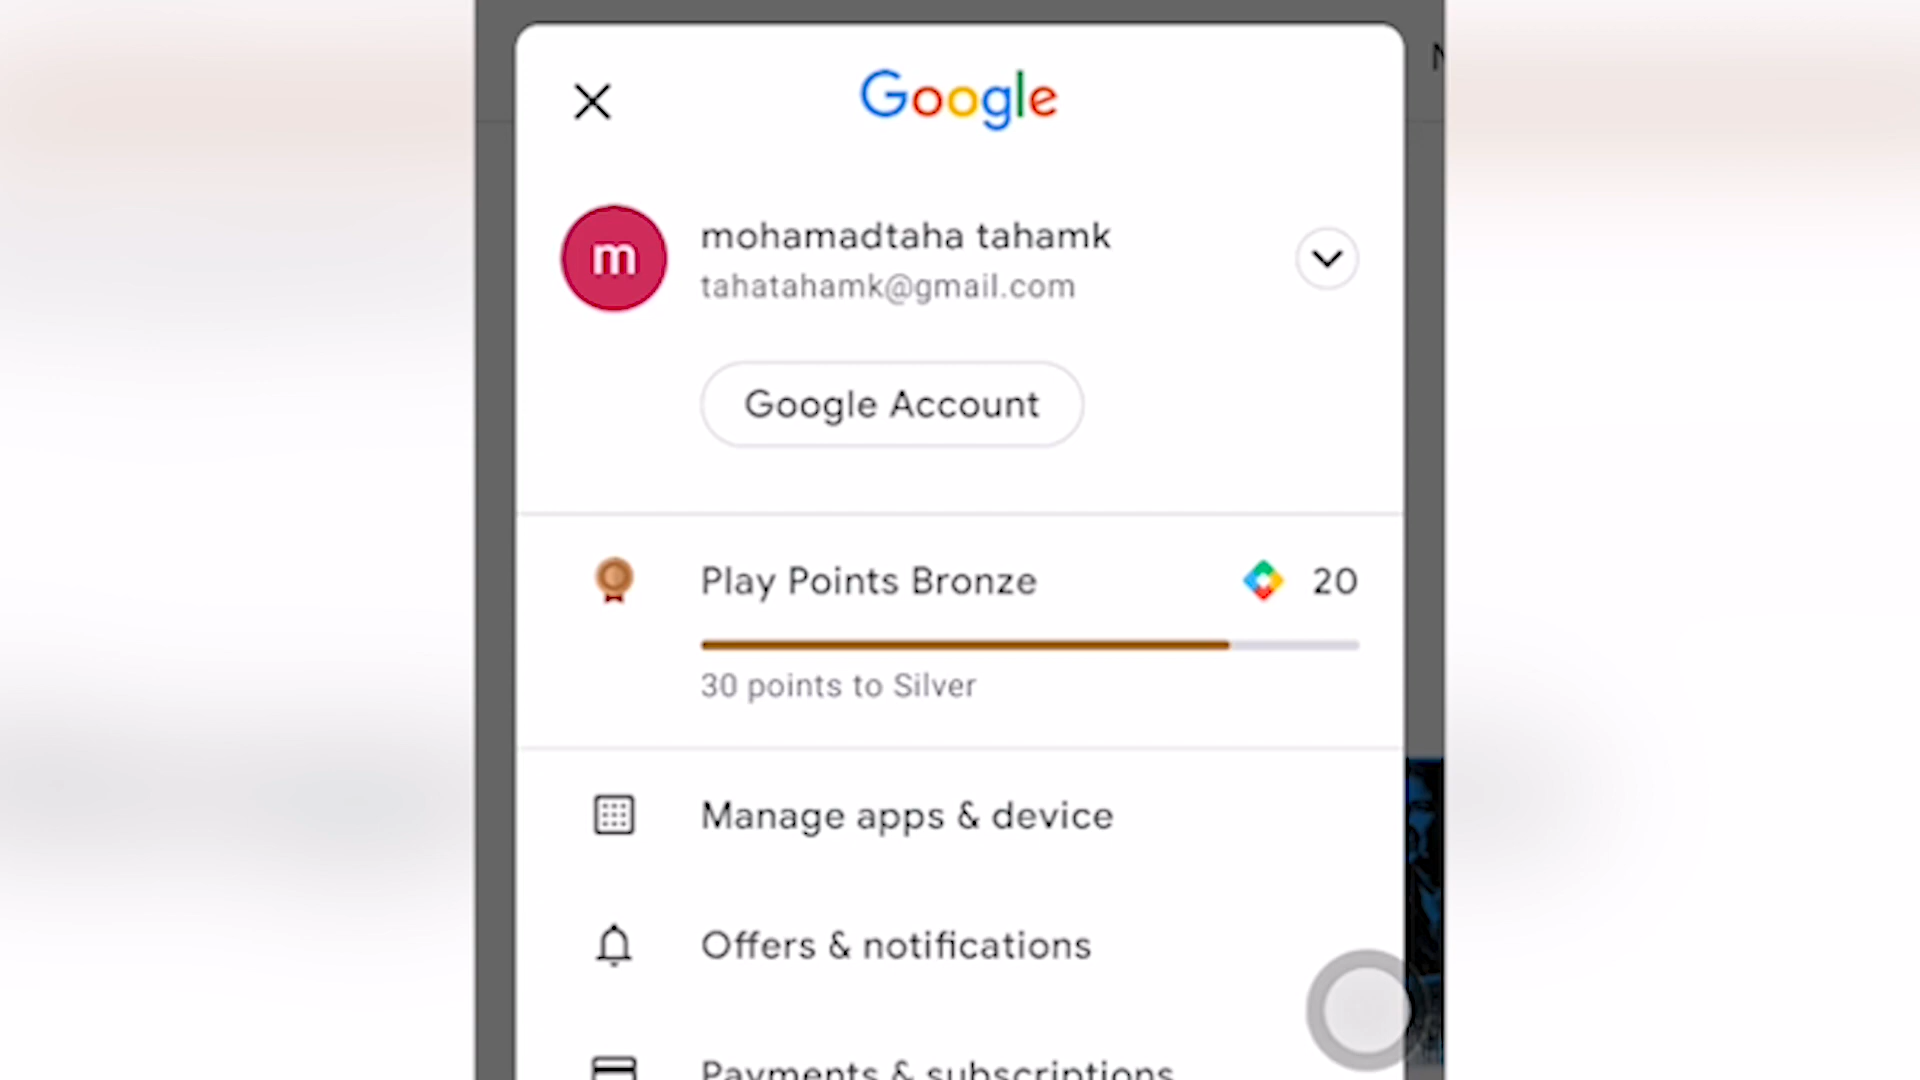 Google
m
mohamadtaha tahamk
tahatahamk@gmail.com
Google Account
Play Points Bronze 20
30 points to Silver
Manage apps & device
Offers & notifications
Payments & subscriptions